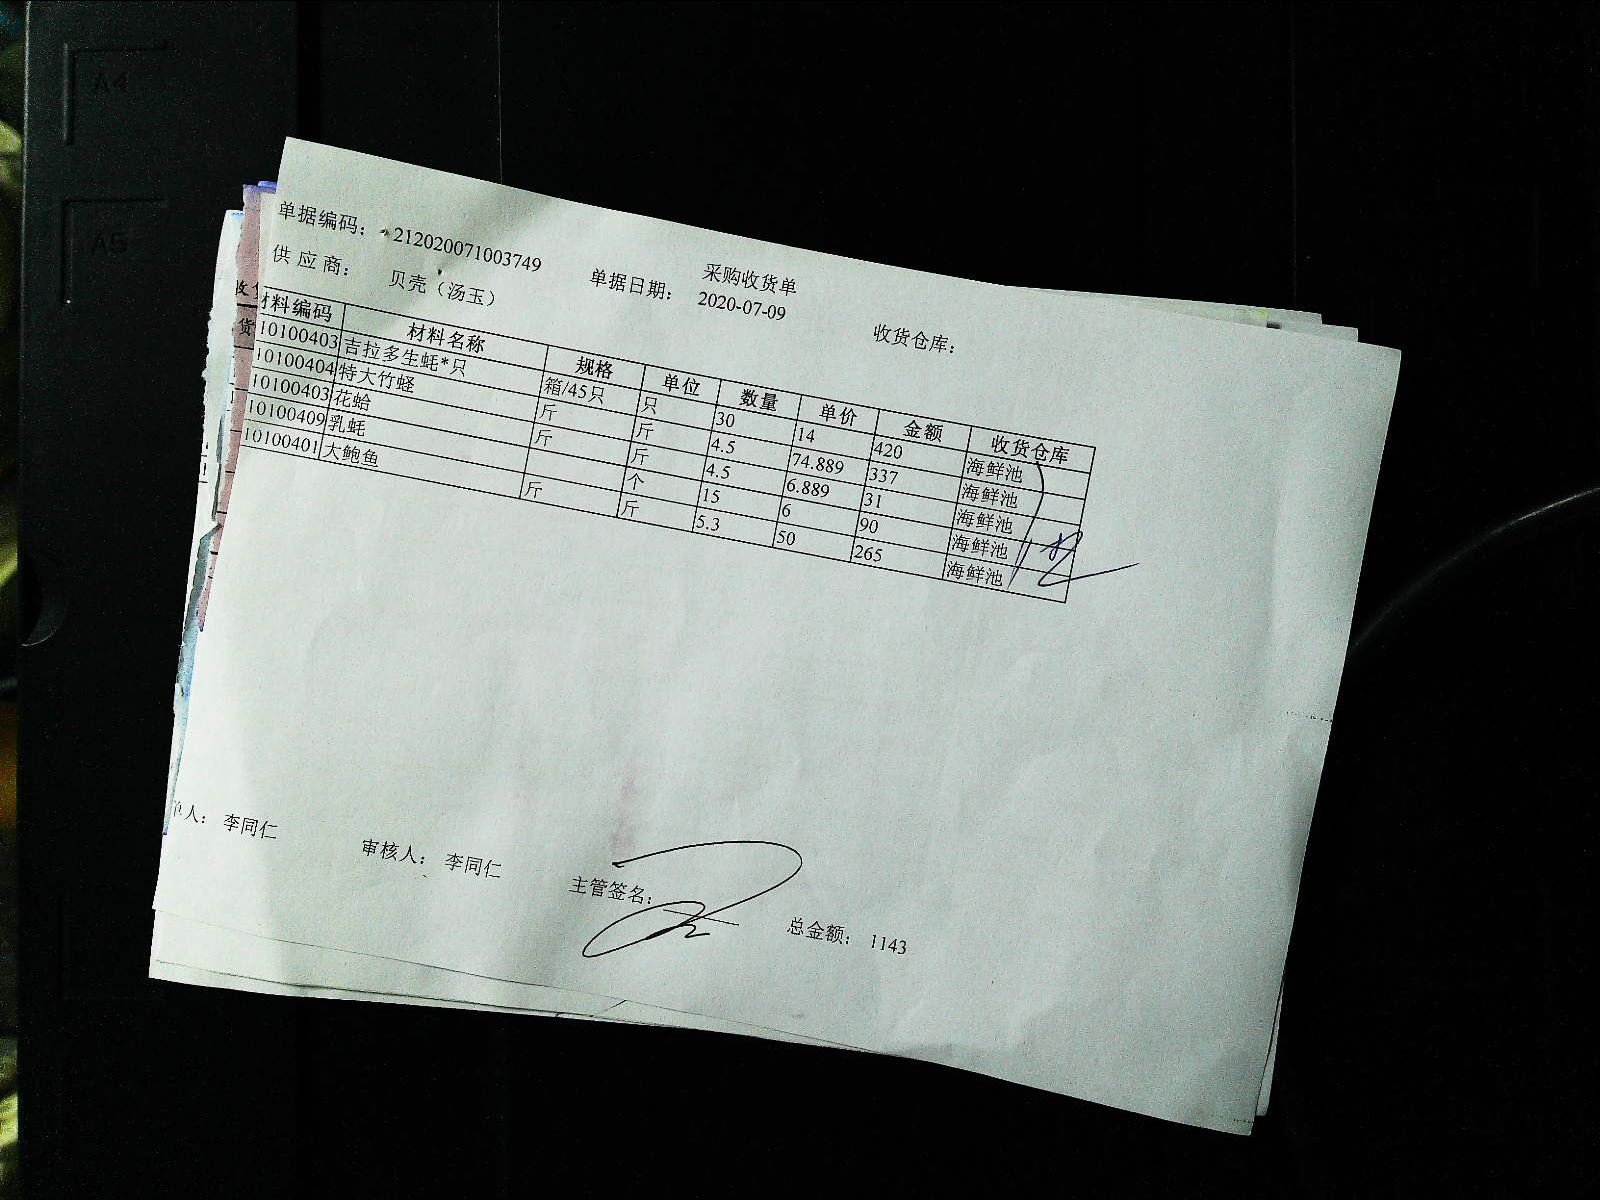 A4
A5
采购收货单
单据编码: 212020071003749 单据日期: 2020-07-09 收货仓库:
供应商: 贝壳（汤玉）
材料编码 材料名称 规格 单位 数量 单价 金额 收货仓库
10100403 吉拉多生蚝*只 箱/45只 只 30 14 420 海鲜池
10100404 特大竹蛏 斤 斤 4.5 74.889 337 海鲜池
10100403 花蛤 斤 斤 4.5 6.889 31 海鲜池
10100409 乳蚝 个 15 6 90 海鲜池
10100401 大鲍鱼 斤 斤 5.3 50 265 海鲜池
人: 李同仁 审核人: 李同仁 主管签名: 总金额: 1143